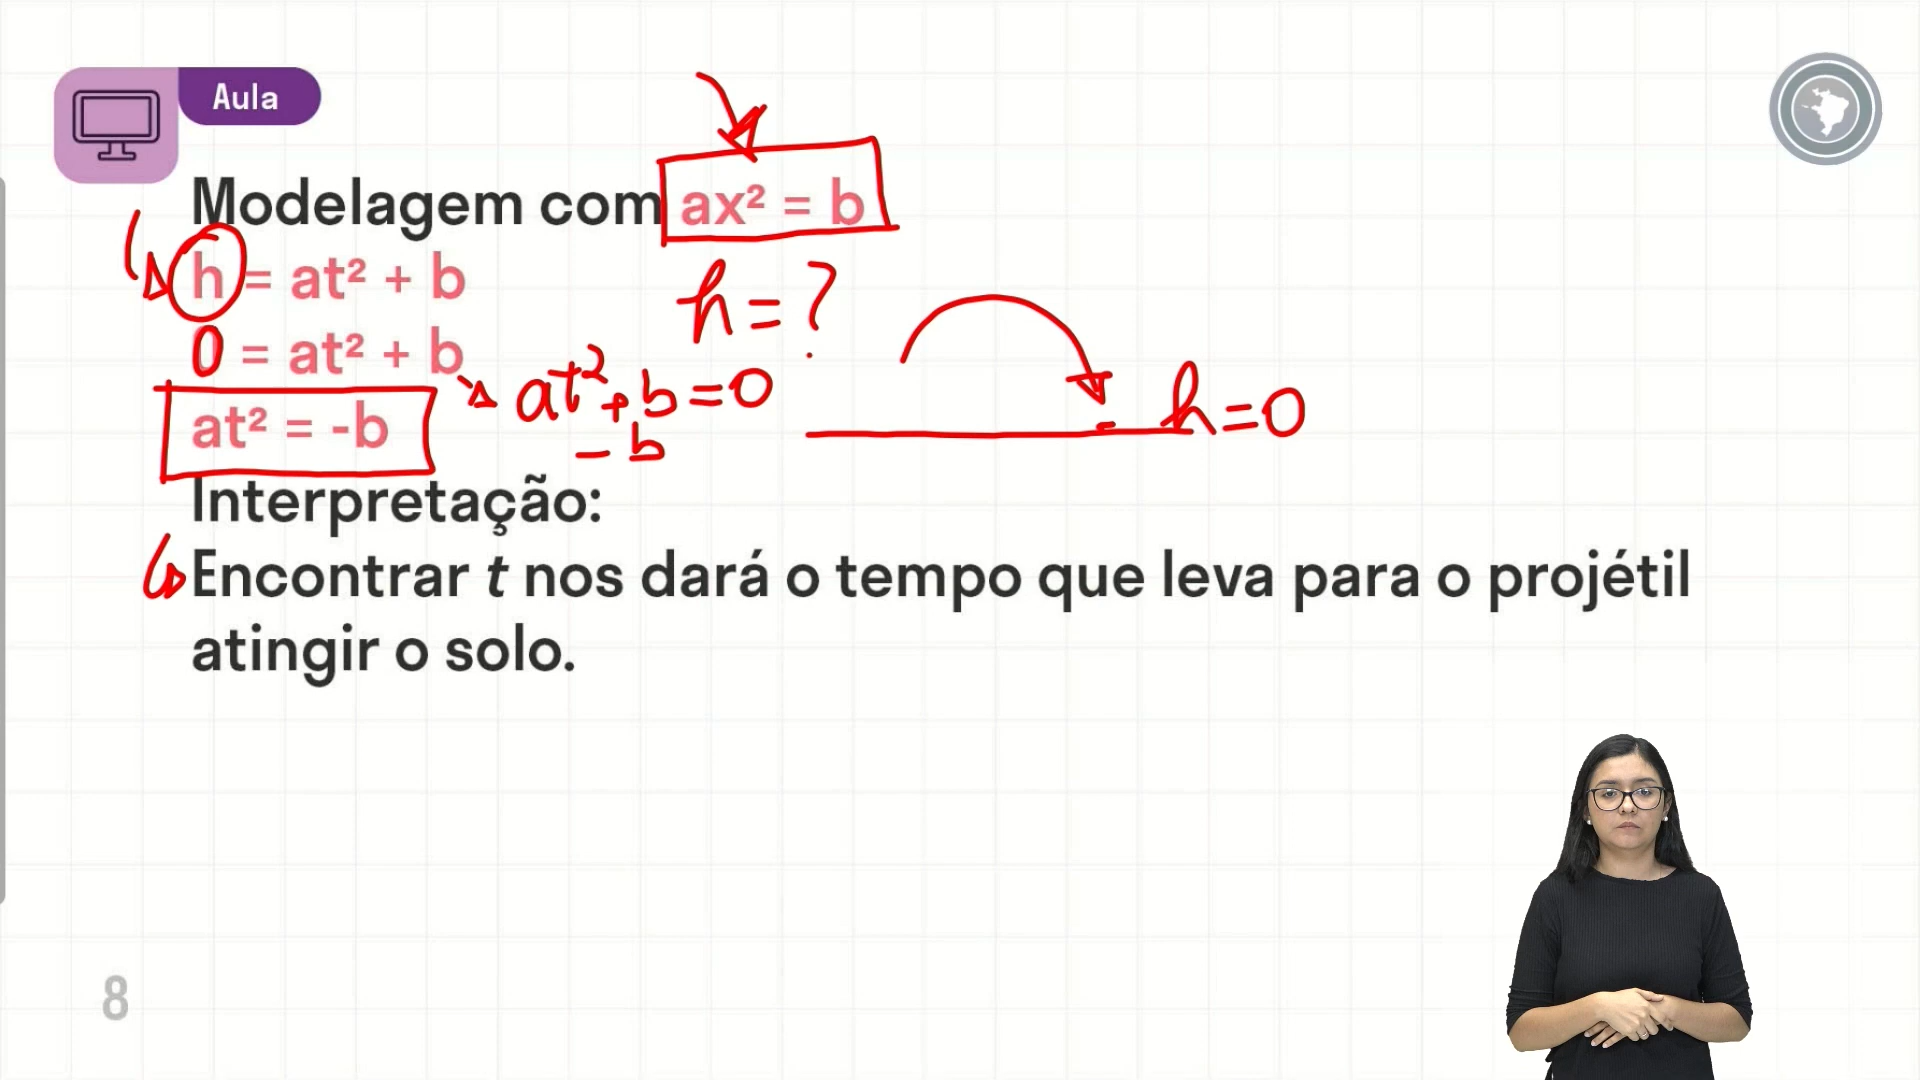 Aula
Modelagem com ax² = b
h = at² + b
h = ?
0 = at² + b
at² + b = 0
- b
h = 0
at² = -b
Interpretação:
Encontrar t nos dará o tempo que leva para o projétil
atingir o solo.
8